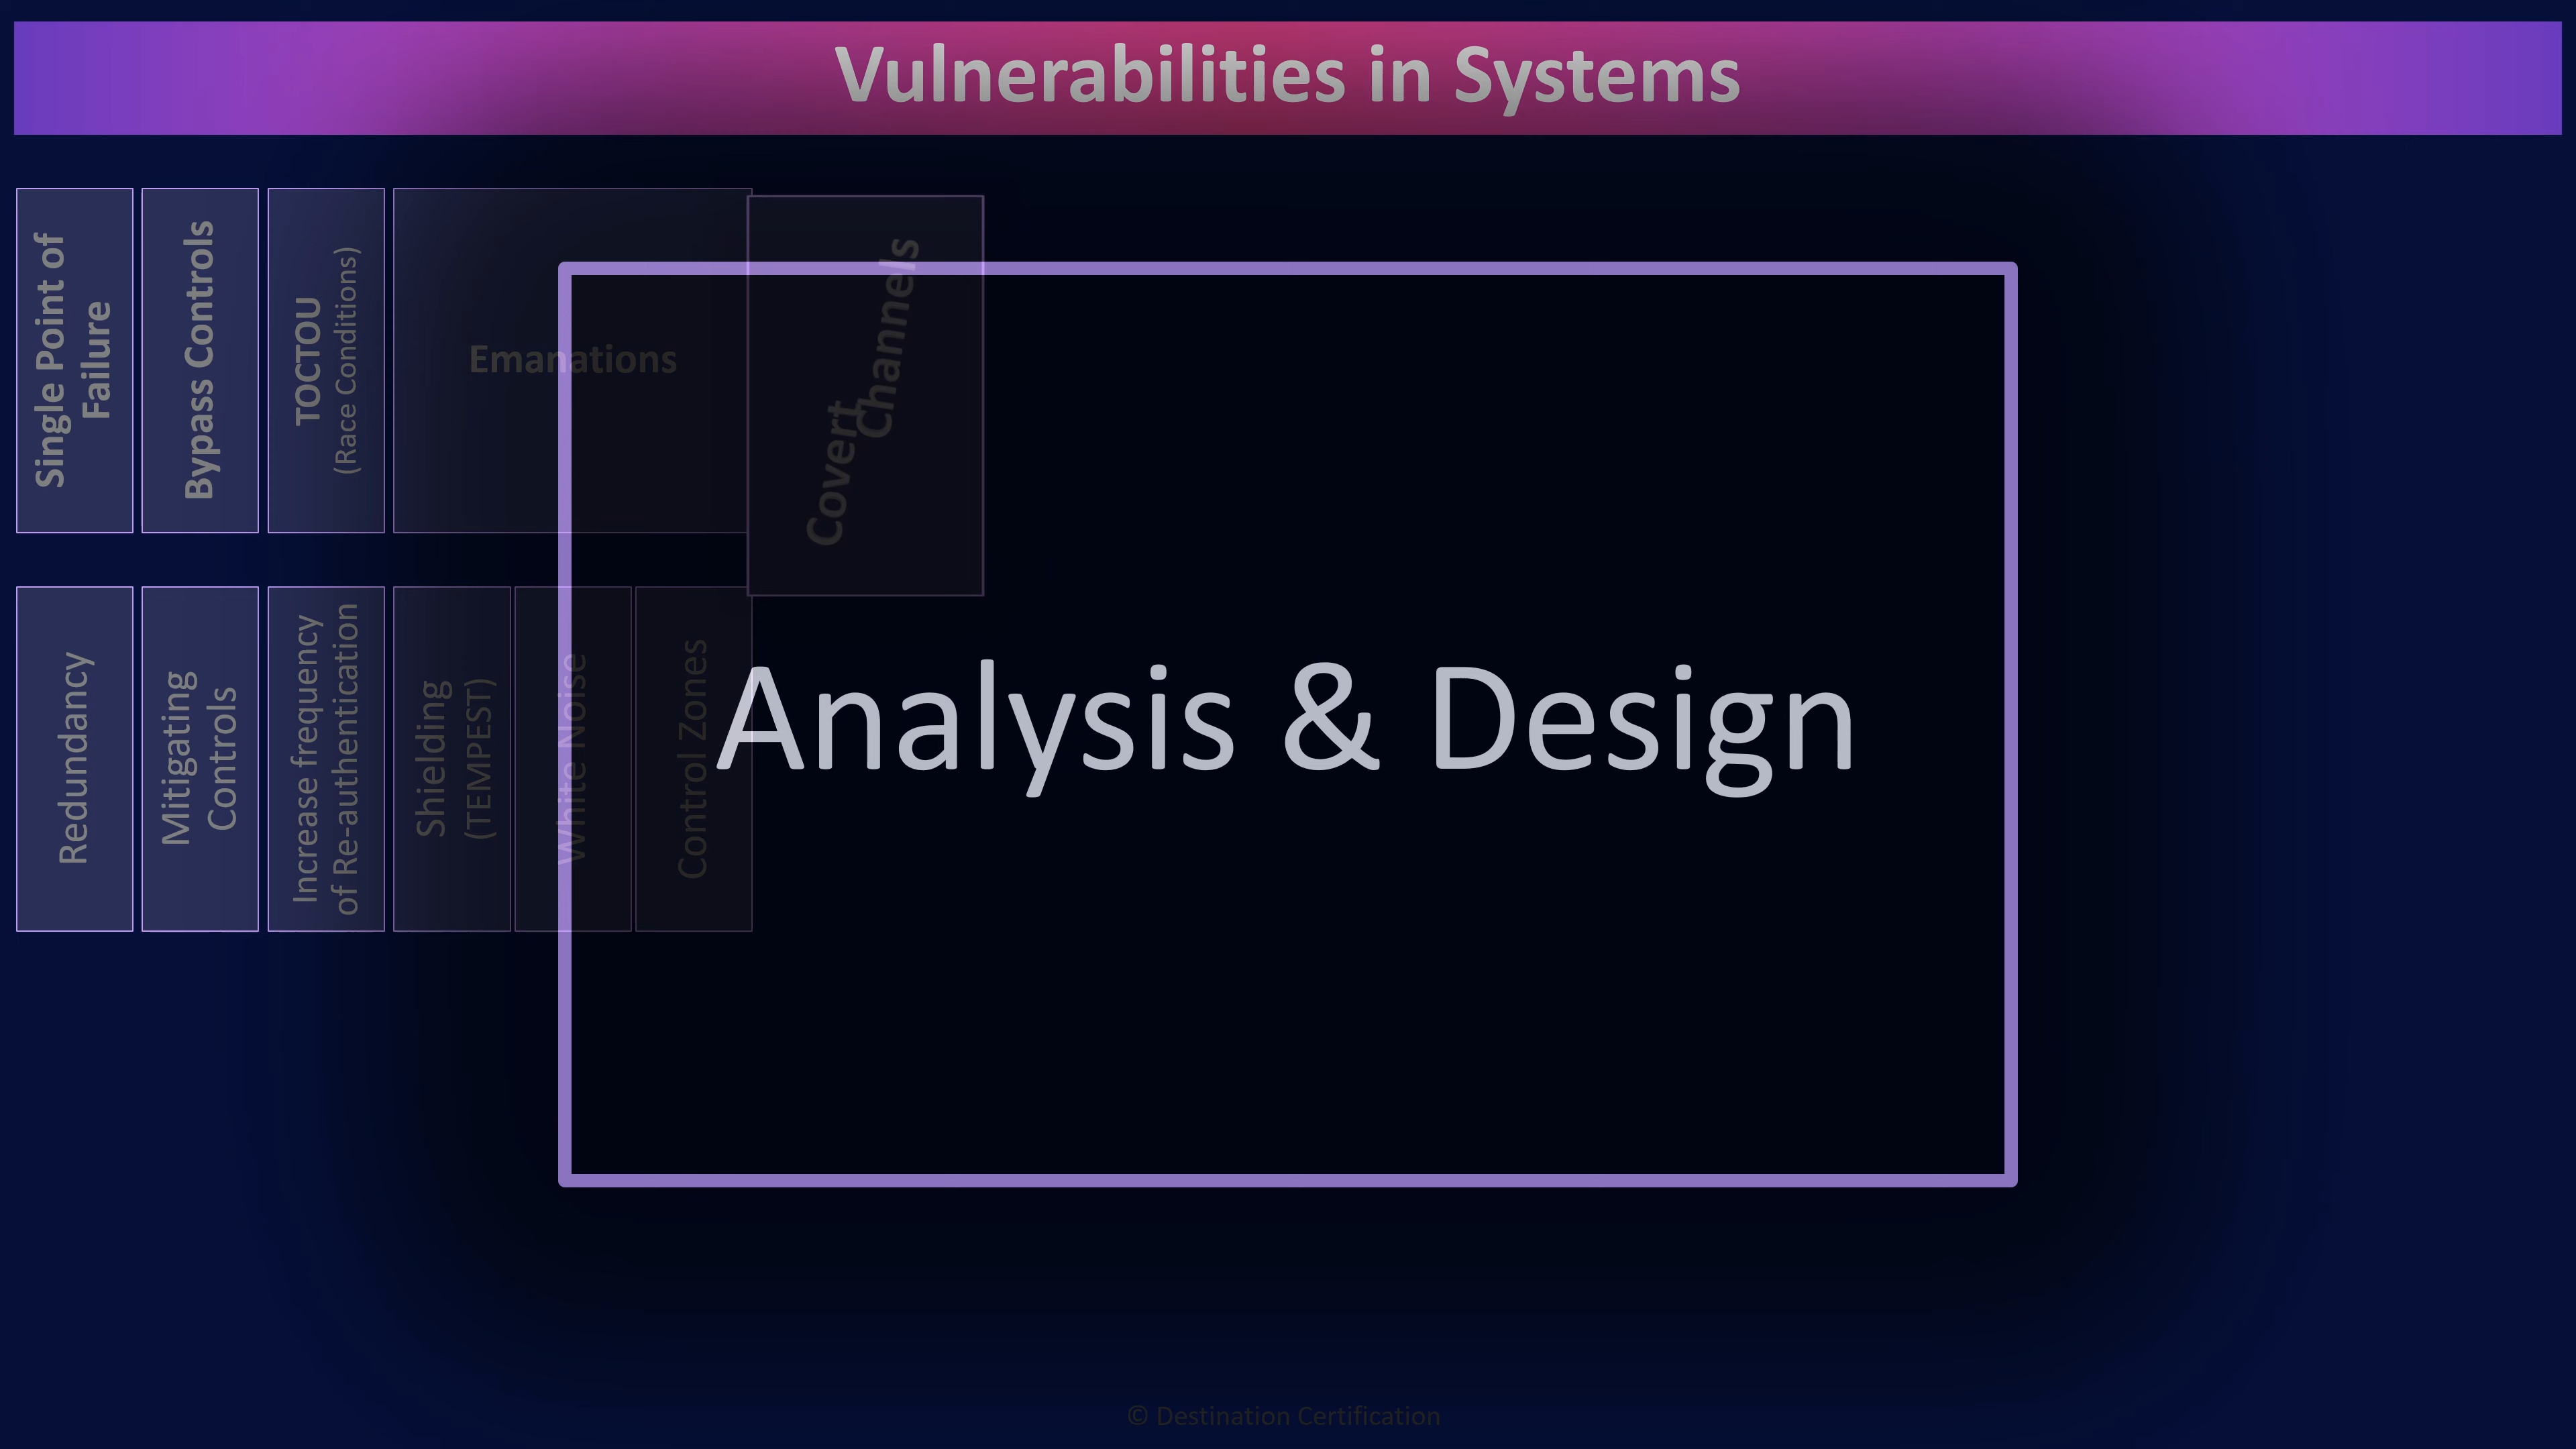 Vulnerabilities in Systems
Single Point of
Failure
Bypass Controls
TOCTOU
(Race Conditions)
Emanations
Covert
Channels
Redundancy
Mitigating
Controls
Increase frequency
of Re-authentication
Shielding
(TEMPEST)
White Noise
Control Zones
Analysis & Design
© Destination Certification